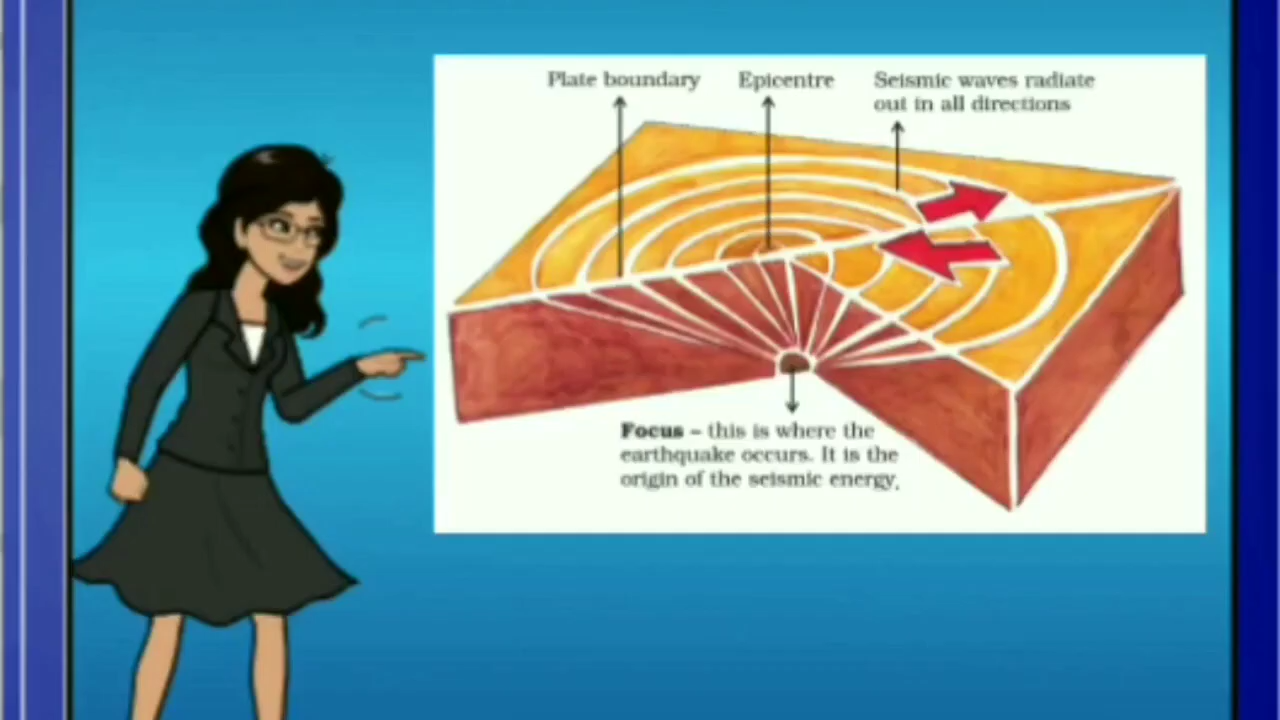 Plate boundary
Epicentre
Seismic waves radiate
out in all directions
Focus – this is where the
earthquake occurs. It is the
origin of the seismic energy.